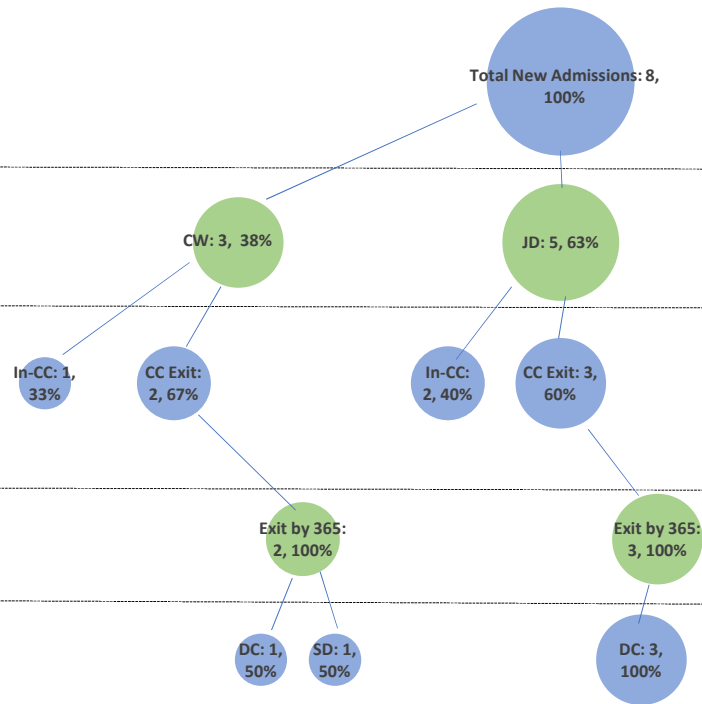 Total New Admissions: 8,
100%
CW: 3, 38%
JD: 5, 63%
In-CC: 1,
33%
CC Exit:
2, 67%
In-CC:
2, 40%
CC Exit: 3,
60%
Exit by 365:
2, 100%
Exit by 365:
3, 100%
DC: 1,
50%
SD: 1,
50%
DC: 3,
100%